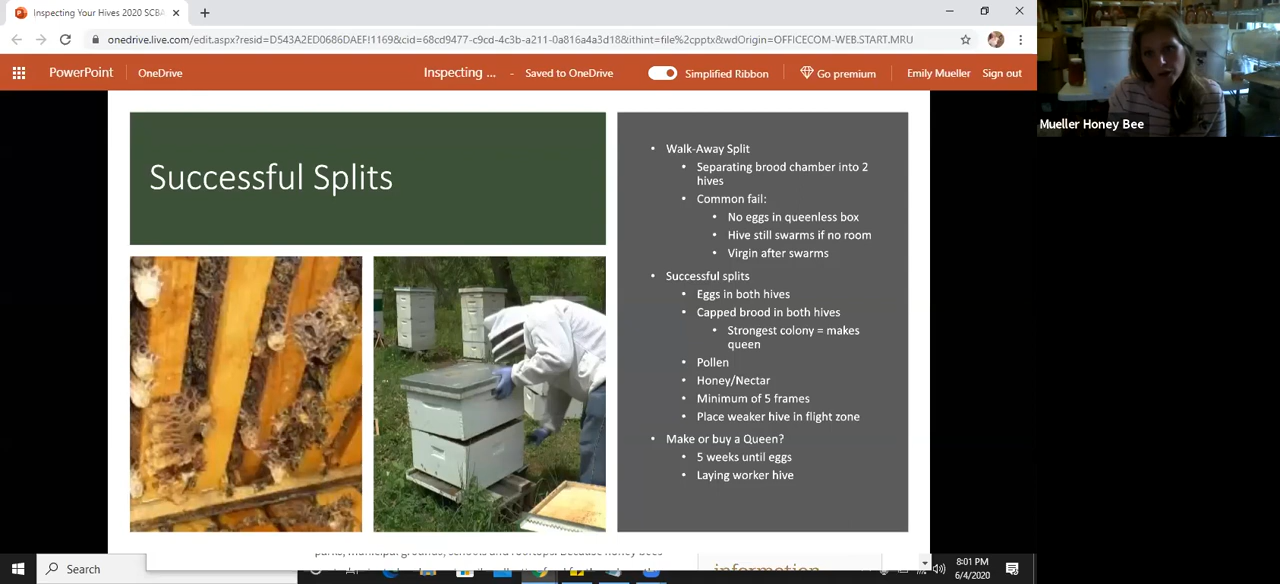 Inspecting Your Hives 2020 SCBA
onedrive.live.com/edit.aspx?resid=D543A2ED0686DAEF!1169&cid=68cd9477-c9cd-4c3b-a211-0a816a4a3d18&ithint=file%2cpptx&wdOrigin=OFFICECOM-WEB.START.MRU
PowerPoint OneDrive Inspecting ... - Saved to OneDrive Simplified Ribbon Go premium Emily Mueller Sign out
Mueller Honey Bee
Successful Splits
• Walk-Away Split
• Separating brood chamber into 2
hives
• Common fail:
• No eggs in queenless box
• Hive still swarms if no room
• Virgin after swarms
• Successful splits
• Eggs in both hives
• Capped brood in both hives
• Strongest colony = makes
queen
• Pollen
• Honey/Nectar
• Minimum of 5 frames
• Place weaker hive in flight zone
• Make or buy a Queen?
• 5 weeks until eggs
• Laying worker hive
Search
8:01 PM
6/4/2020